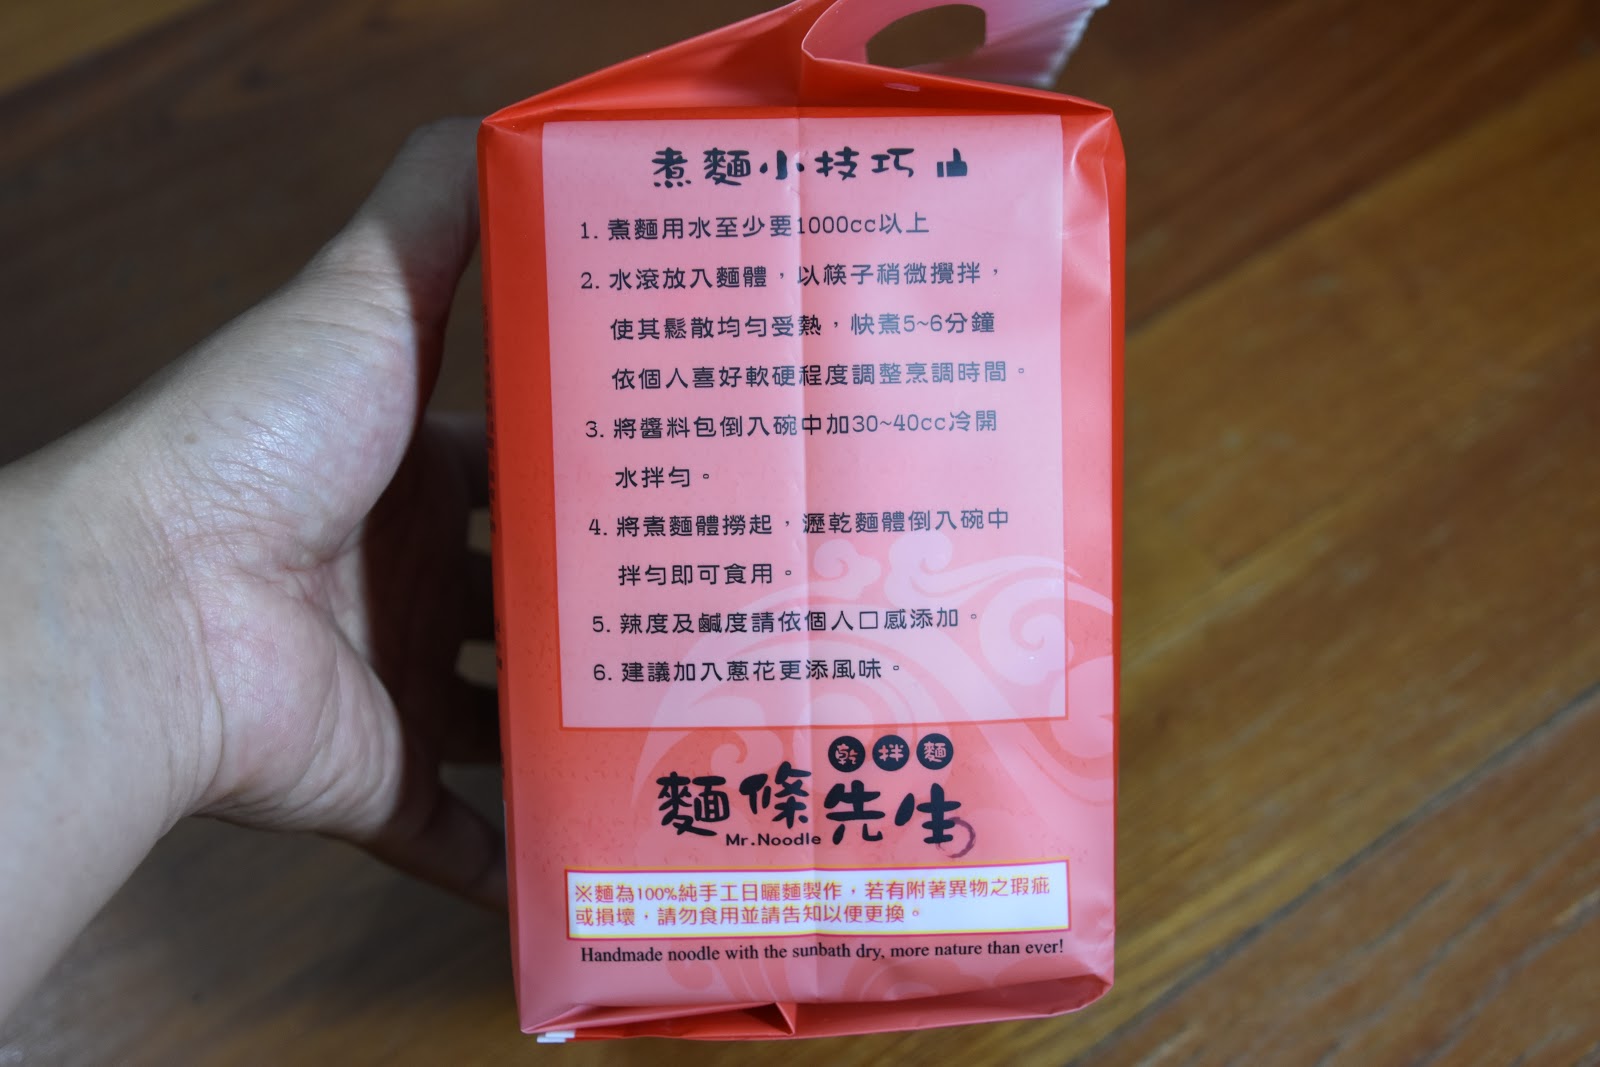 煮麵小技巧
1. 煮麵用水至少要1000cc以上
2. 水滾放入麵體，以筷子稍微攪拌，
使其鬆散均勻受熱，快煮5~6分鐘
依個人喜好軟硬程度調整烹調時間。
3. 將醬料包倒入碗中加30~40cc冷開
水拌勻。
4. 將煮麵體撈起，瀝乾麵體倒入碗中
拌勻即可食用。
5. 辣度及鹹度請依個人口感添加。
6. 建議加入蔥花更添風味。
乾拌麵
麵條先生
Mr.Noodle
※麵為100%純手工日曬麵製作，若有附著異物之瑕疵
或損壞，請勿食用並請告知以便更換。
Handmade noodle with the sunbath dry, more nature than ever!